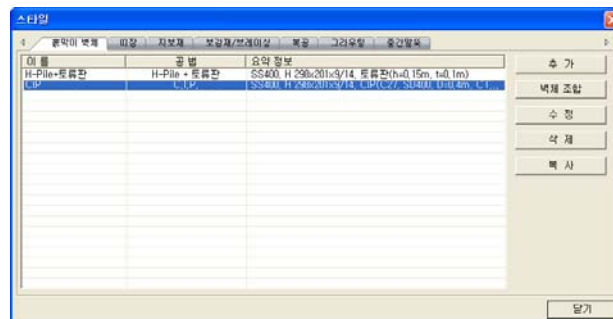 스타일
흙막이 벽체 띠장 지보재 보강재/브레이싱 복공 그라우팅 중간말뚝
이 름 공 법 요약 정보
H-Pile+토류판 H-Pile + 토류판 SS400, H 298x201x9/14, 토류판(h=0,15m, t=0,1m)
CIP C,I,P, SS400, H 298x201x9/14, CIP(C27, SD400, D=0,4m, C,T,...
추 가
벽체 조합
수 정
삭 제
복 사
닫기